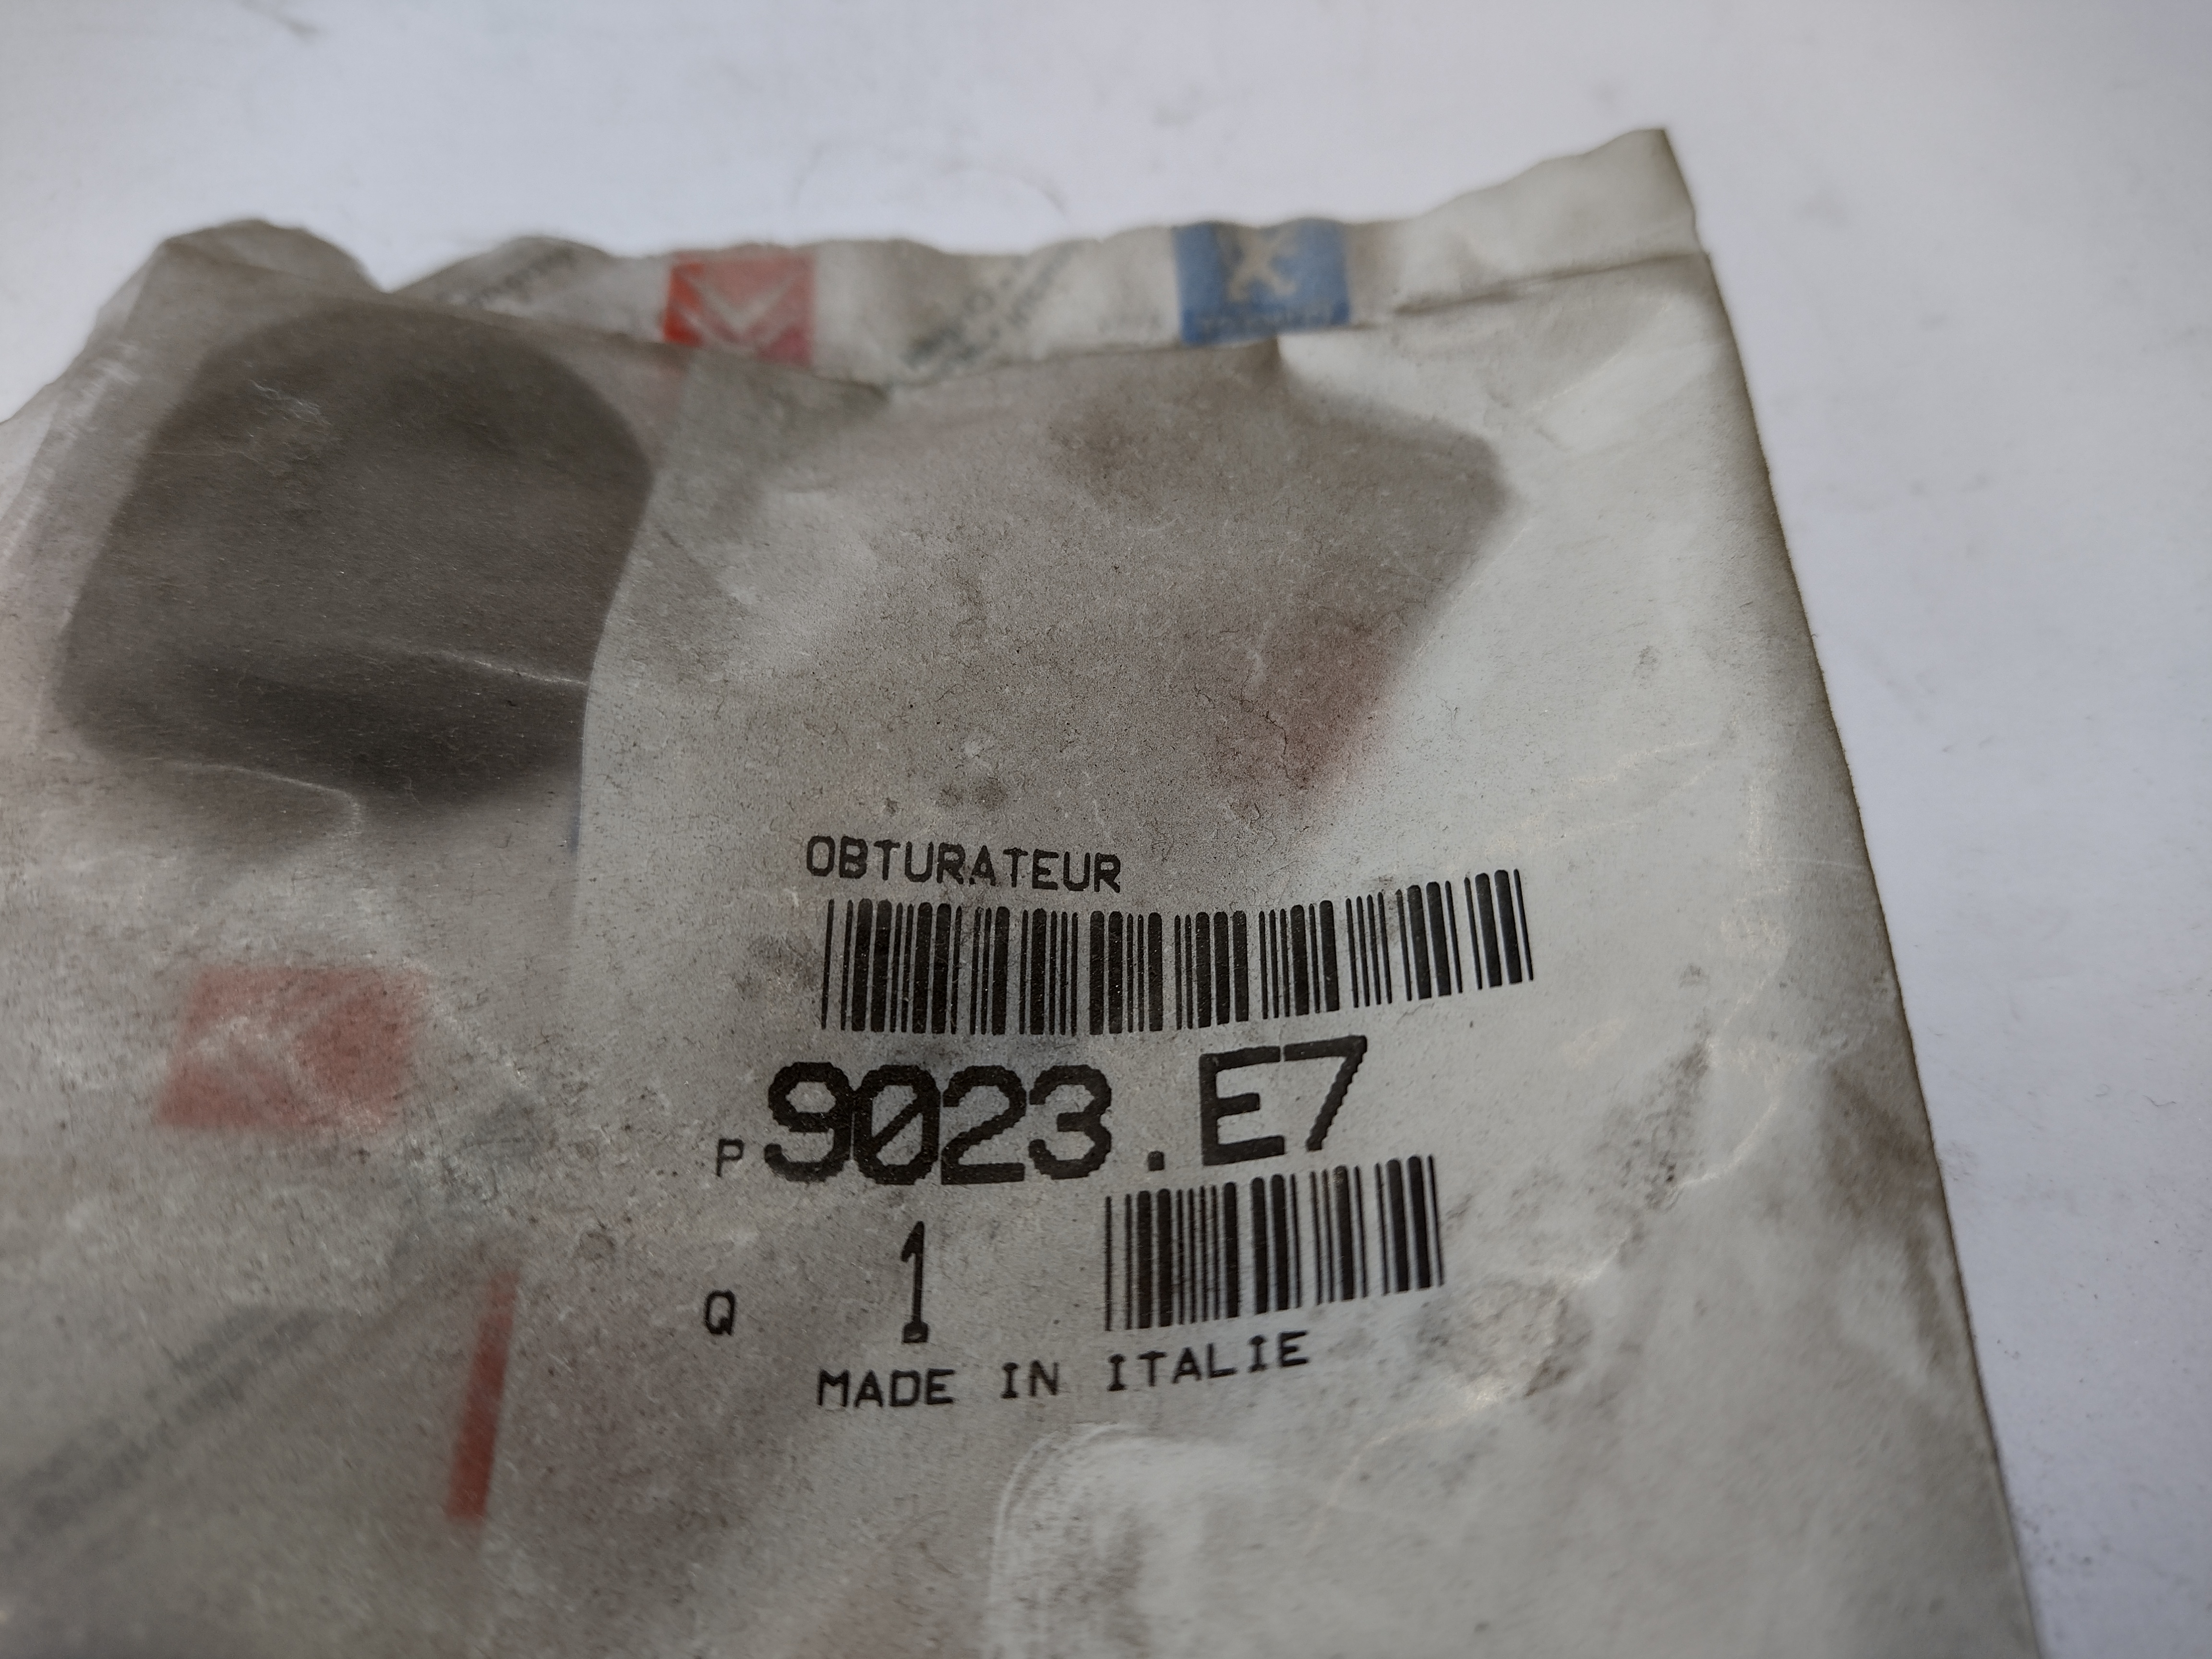 OBTURATEUR
P 9023.E7
Q 1
MADE IN ITALIE